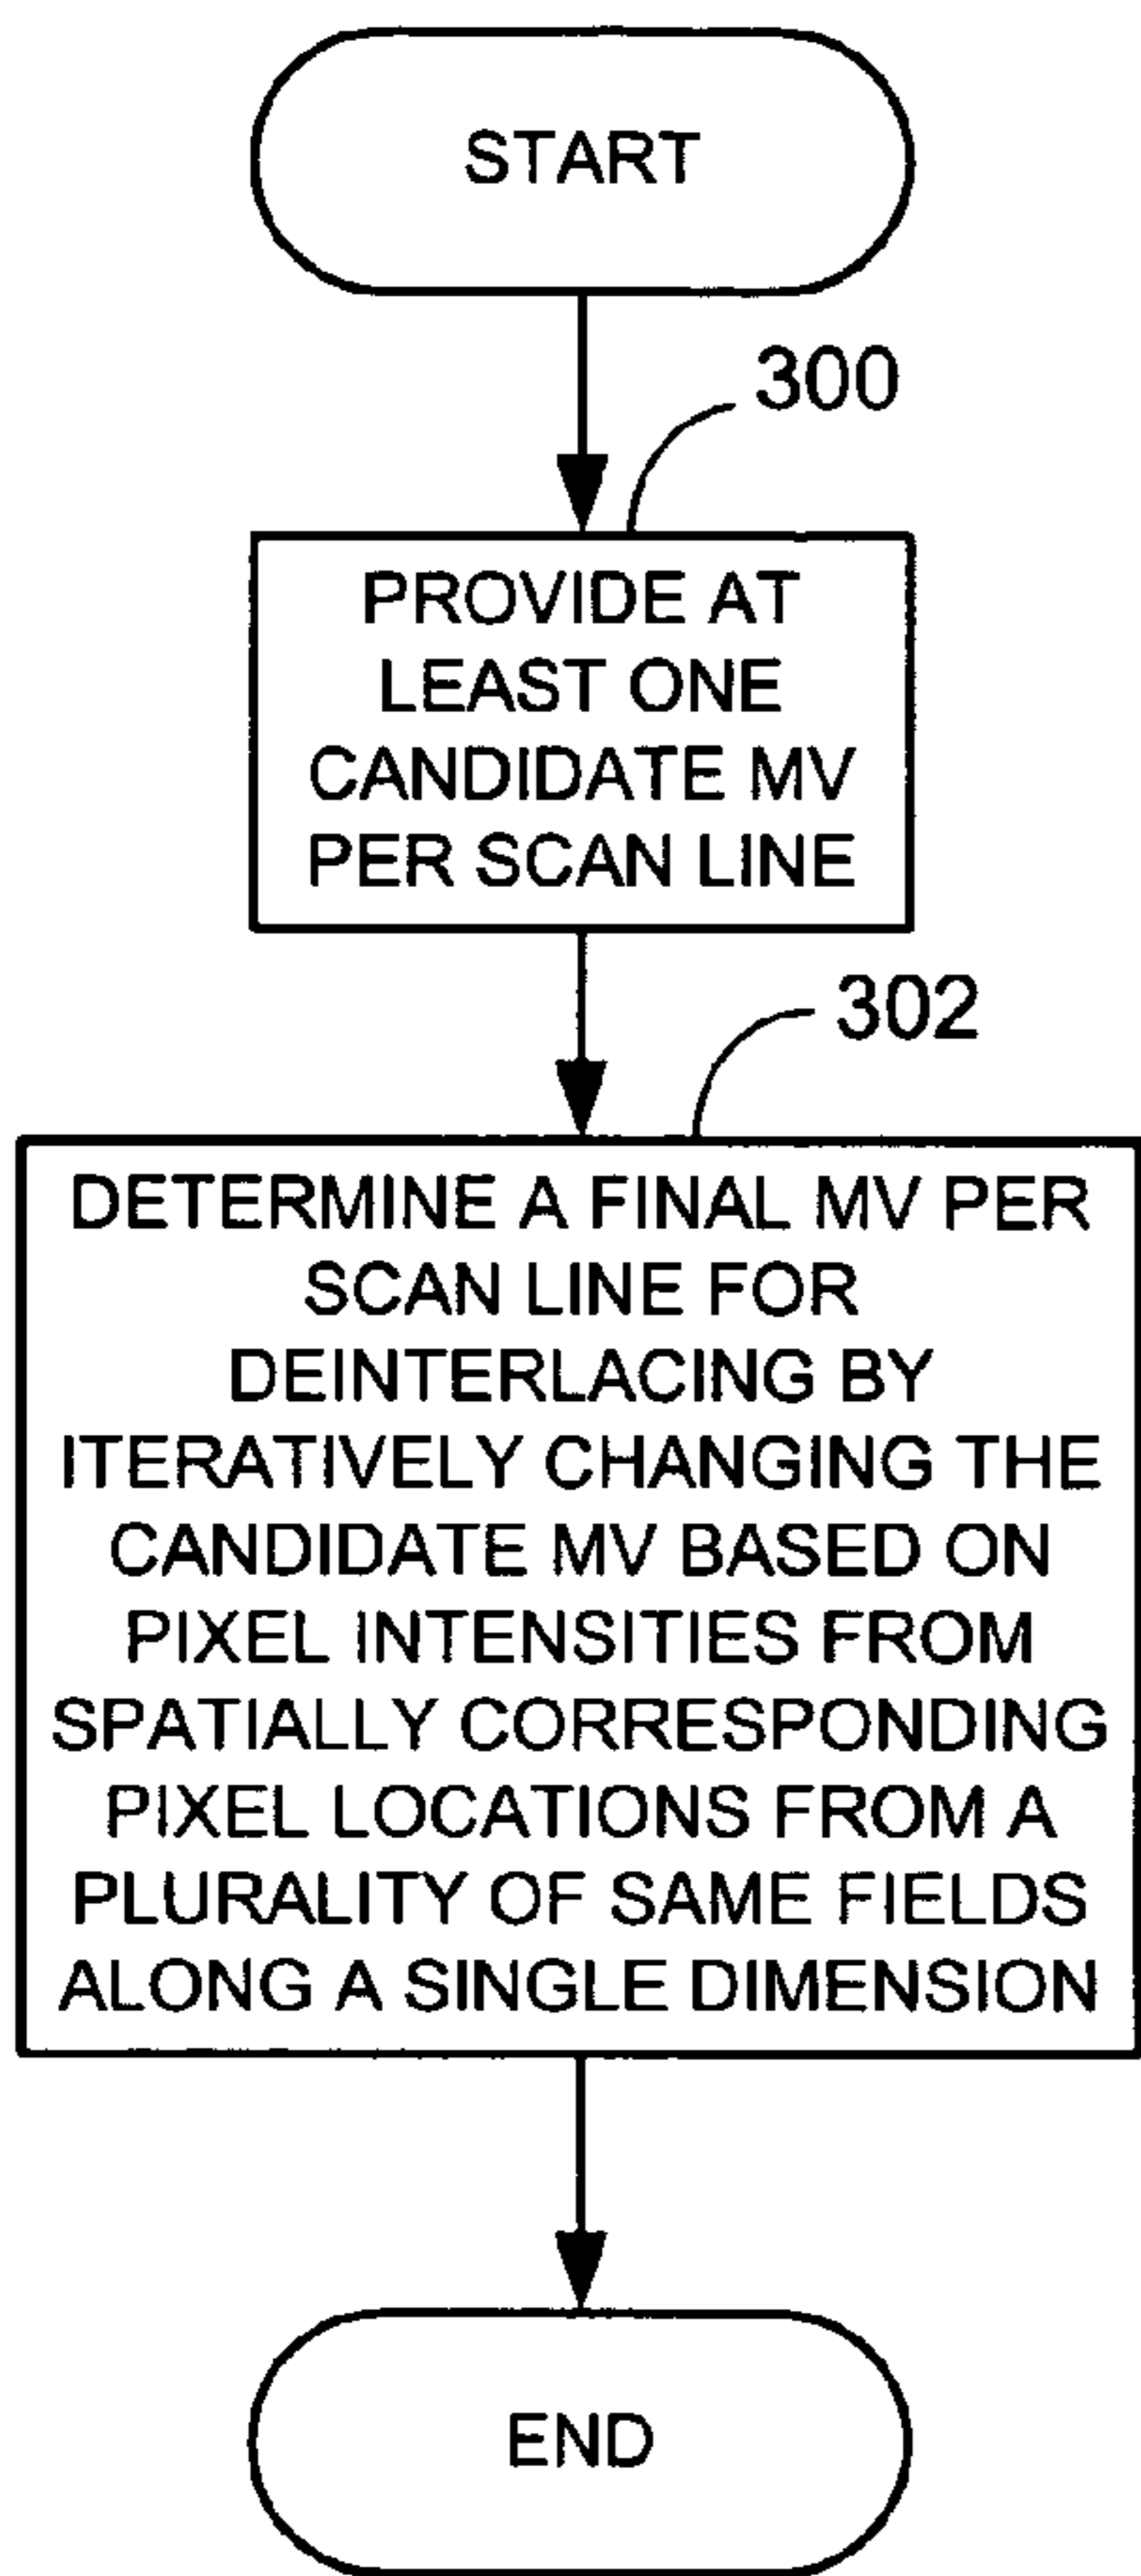 START
300
PROVIDE AT
LEAST ONE
CANDIDATE MV
PER SCAN LINE
302
DETERMINE A FINAL MV PER
SCAN LINE FOR
DEINTERLACING BY
ITERATIVELY CHANGING THE
CANDIDATE MV BASED ON
PIXEL INTENSITIES FROM
SPATIALLY CORRESPONDING
PIXEL LOCATIONS FROM A
PLURALITY OF SAME FIELDS
ALONG A SINGLE DIMENSION
END